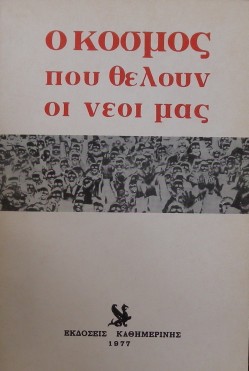 Ο ΚΟΣΜΟΣ
ΠΟΥ ΘΕΛΟΥΝ
ΟΙ ΝΕΟΙ ΜΑΣ
ΕΚΔΟΣΕΙΣ ΚΑΘΗΜΕΡΙΝΗΣ
1977